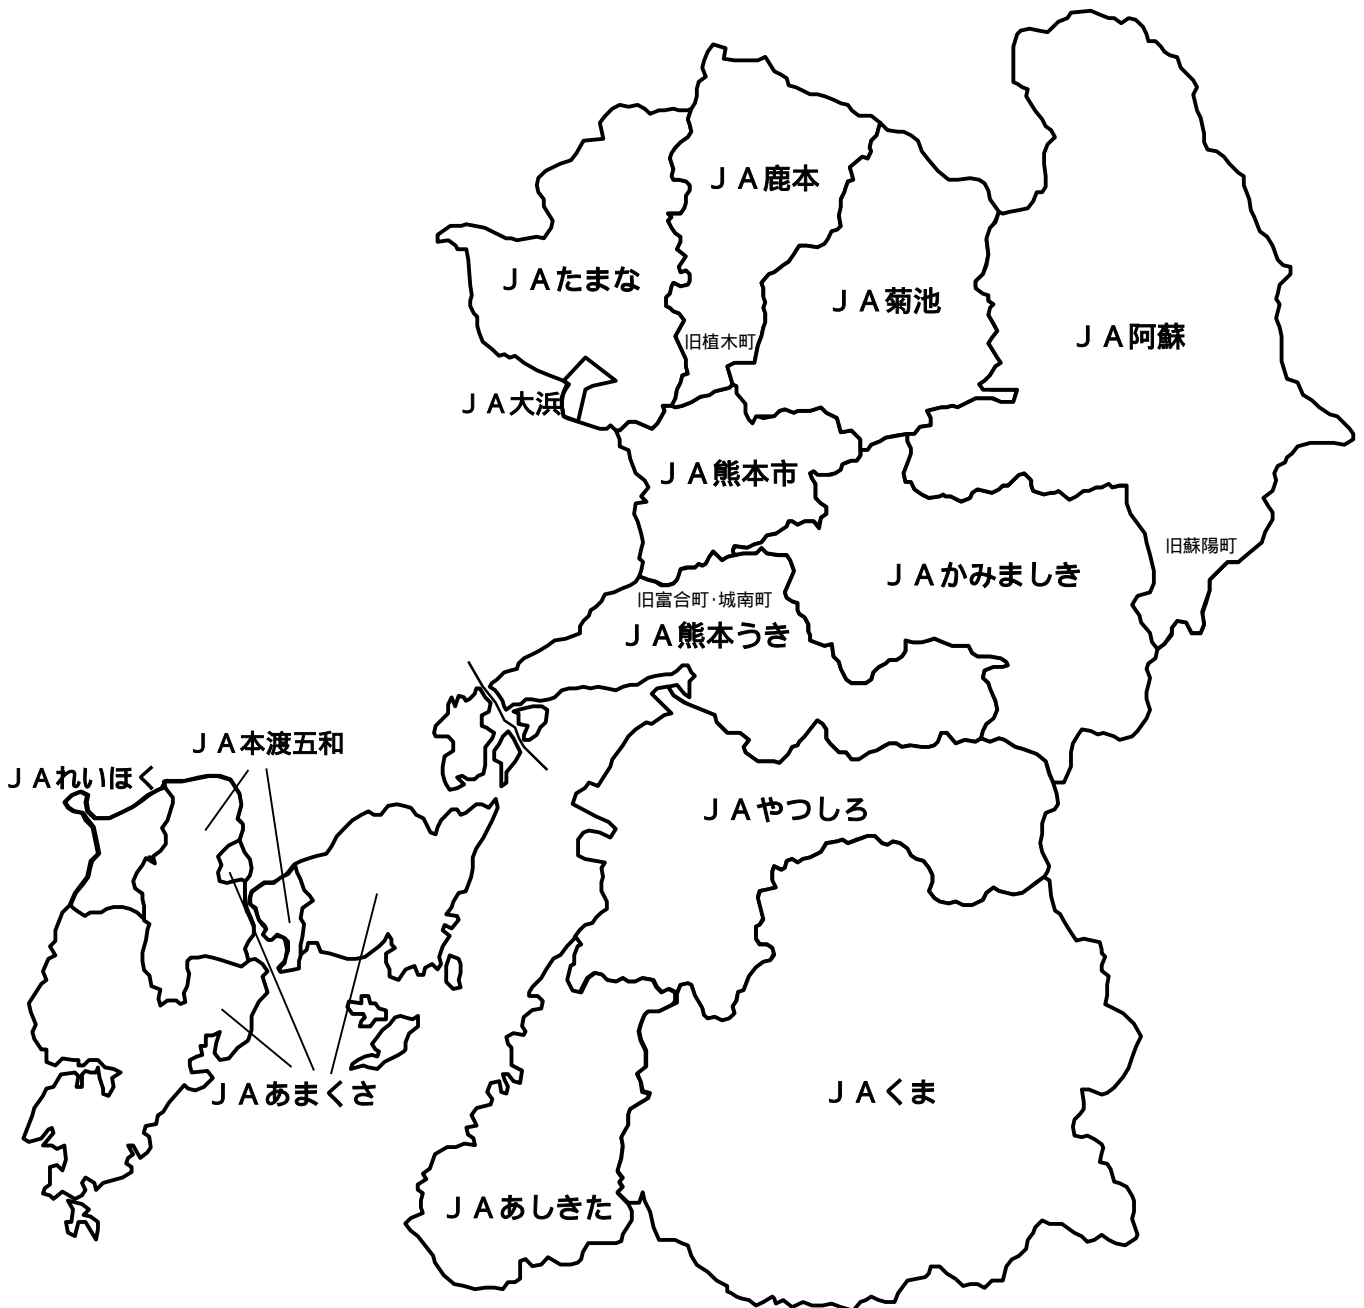 ＪＡ鹿本
ＪＡたまな
ＪＡ菊池
ＪＡ阿蘇
旧植木町
ＪＡ大浜
ＪＡ熊本市
旧蘇陽町
ＪＡかみましき
旧富合町･城南町
ＪＡ熊本うき
ＪＡ本渡五和
ＪＡれいほく
ＪＡやつしろ
ＪＡあまくさ
ＪＡくま
ＪＡあしきた